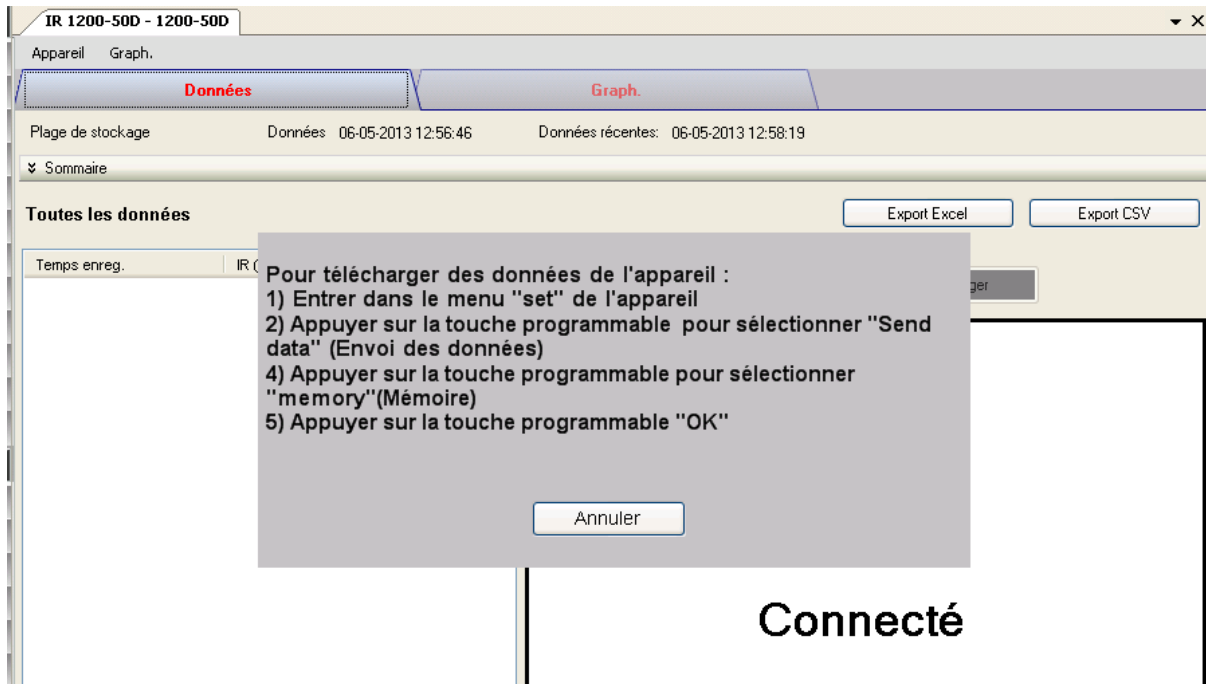 IR 1200-50D - 1200-50D
Appareil Graph.
Données Graph.
Plage de stockage Données 06-05-2013 12:56:46 Données récentes: 06-05-2013 12:58:19
Sommaire
Toutes les données Export Excel Export CSV
Temps enreg. IR (
ger
Pour télécharger des données de l'appareil :
1) Entrer dans le menu "set" de l'appareil
2) Appuyer sur la touche programmable pour sélectionner "Send
data" (Envoi des données)
4) Appuyer sur la touche programmable pour sélectionner
"memory"(Mémoire)
5) Appuyer sur la touche programmable "OK"
Annuler
Connecté